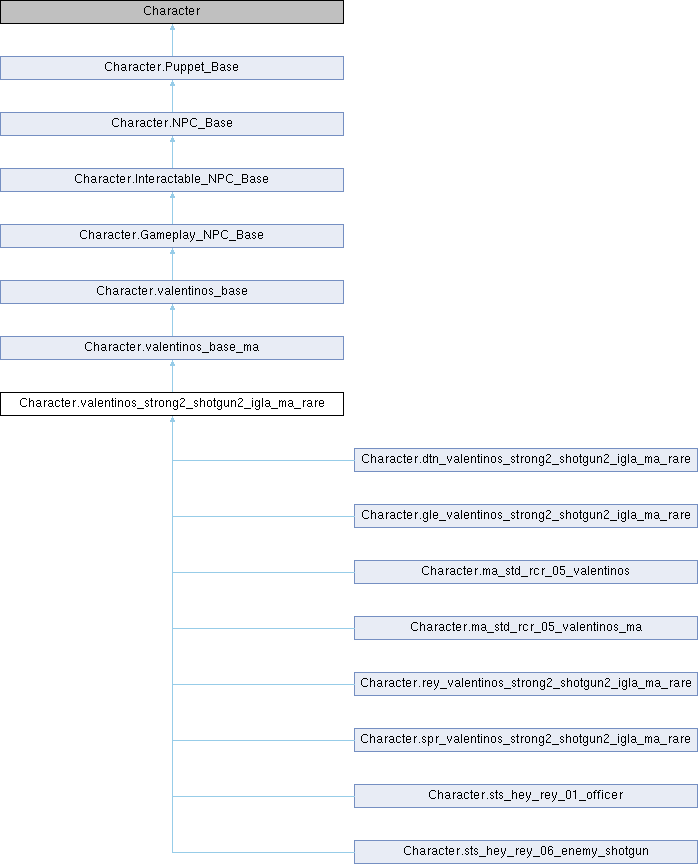 Character
Character.Puppet_Base
Character.NPC_Base
Character.Interactable_NPC_Base
Character.Gameplay_NPC_Base
Character.valentinos_base
Character.valentinos_base_ma
Character.valentinos_strong2_shotgun2_igla_ma_rare
Character.dtn_valentinos_strong2_shotgun2_igla_ma_rare
Character.gle_valentinos_strong2_shotgun2_igla_ma_rare
Character.ma_std_rcr_05_valentinos
Character.ma_std_rcr_05_valentinos_ma
Character.rey_valentinos_strong2_shotgun2_igla_ma_rare
Character.spr_valentinos_strong2_shotgun2_igla_ma_rare
Character.sts_hey_rey_01_officer
Character.sts_hey_rey_06_enemy_shotgun